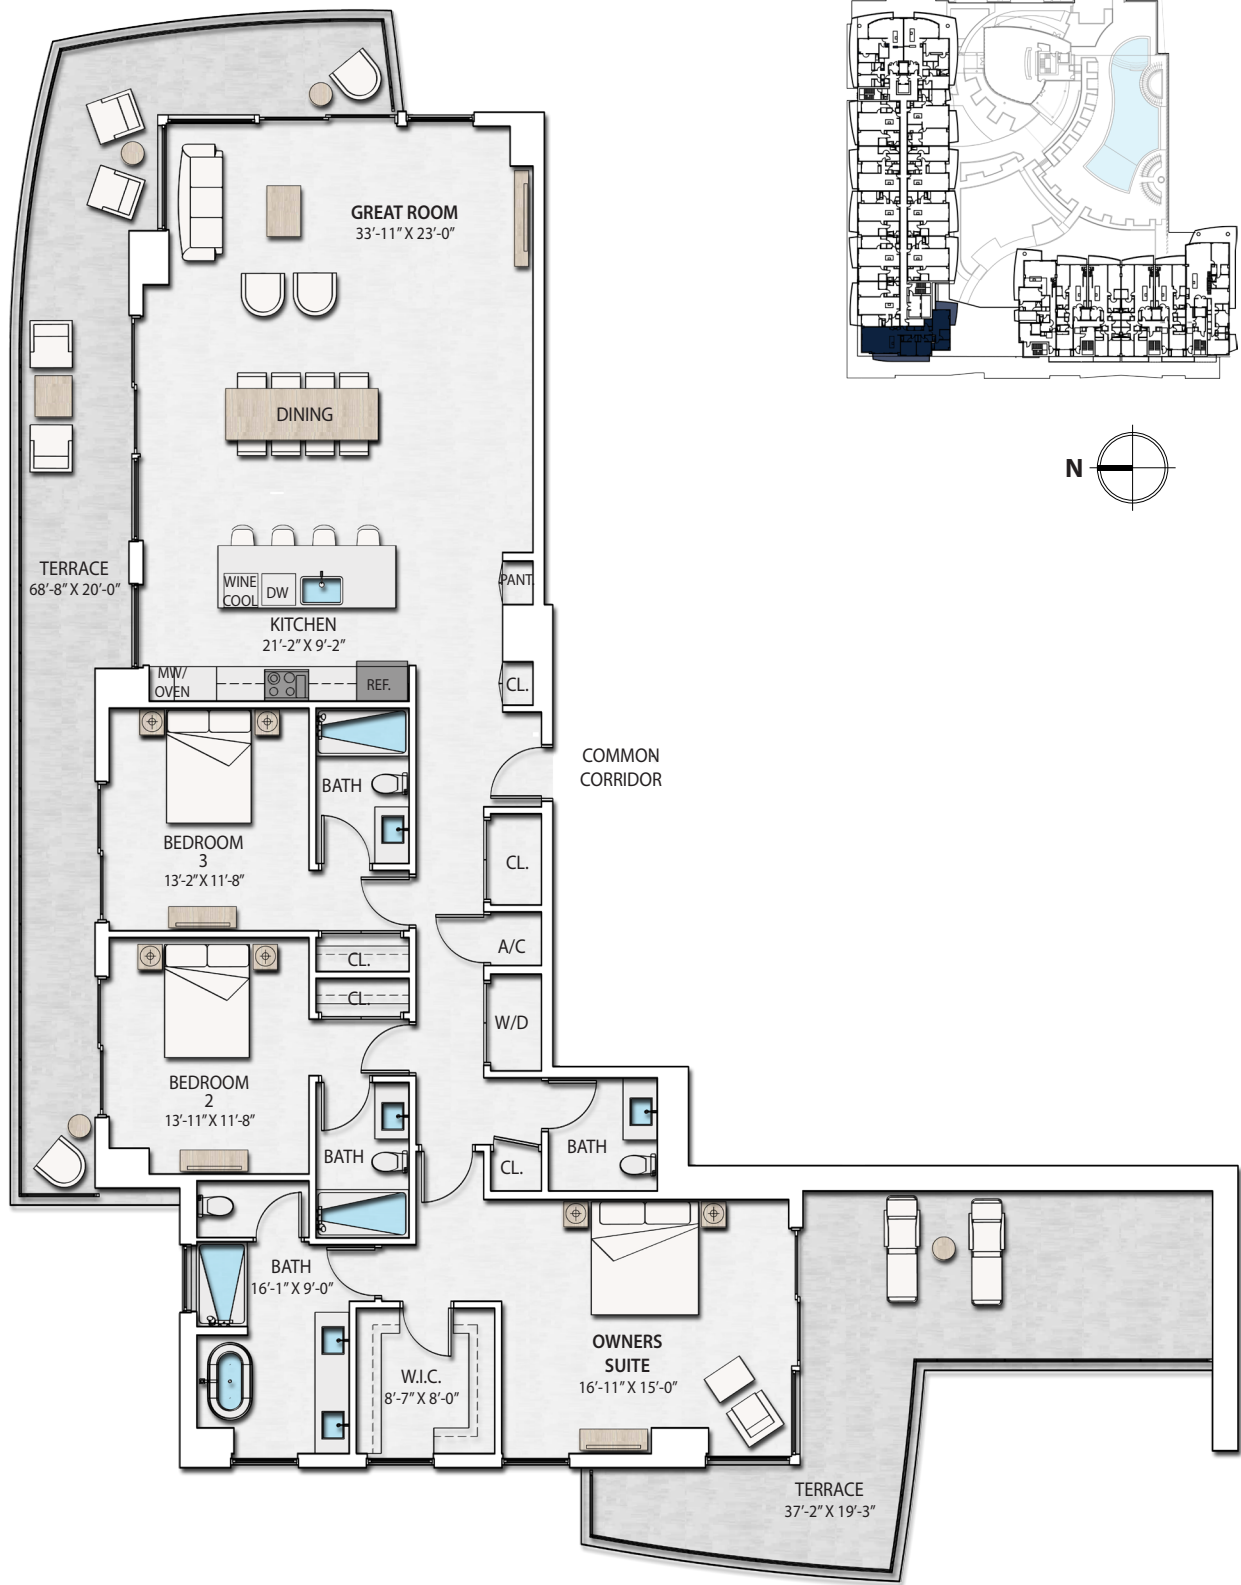 GREAT ROOM
33'-11" X 23'-0"
DINING
N
TERRACE
68'-8" X 20'-0"
WINE
COOL
DW
PANT.
KITCHEN
21'-2" X 9'-2"
MW/
OVEN
REF.
CL.
COMMON
CORRIDOR
BATH
BEDROOM
3
13'-2" X 11'-8"
CL.
A/C
CL.
CL.
W/D
BEDROOM
2
13'-11" X 11'-8"
BATH
BATH
CL.
BATH
16'-1" X 9'-0"
OWNERS
SUITE
16'-11" X 15'-0"
W.I.C.
8'-7" X 8'-0"
TERRACE
37'-2" X 19'-3"